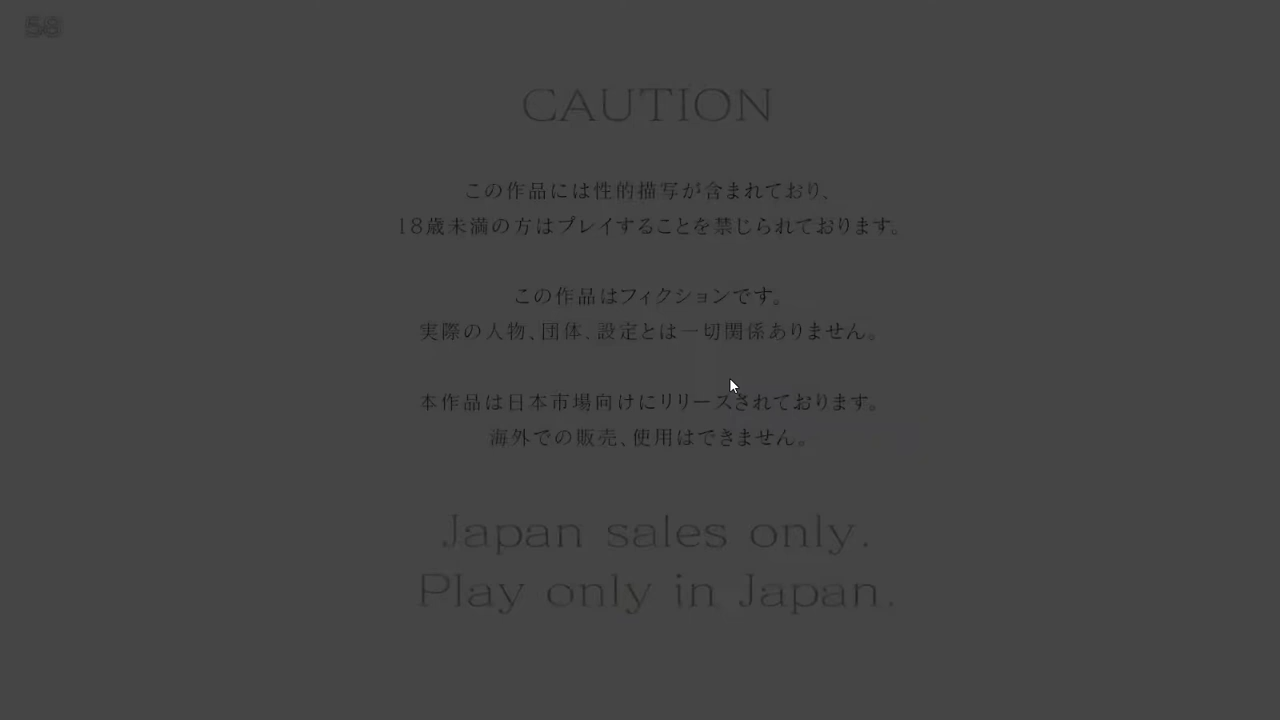 CAUTION
この作品には性的描写が含まれており、
18歳未満の方はプレイすることを禁じられております。
この作品はフィクションです。
実際の人物、団体、設定とは一切関係ありません。
本作品は日本市場向けにリリースされております。
海外での販売、使用はできません。
Japan sales only.
Play only in Japan.